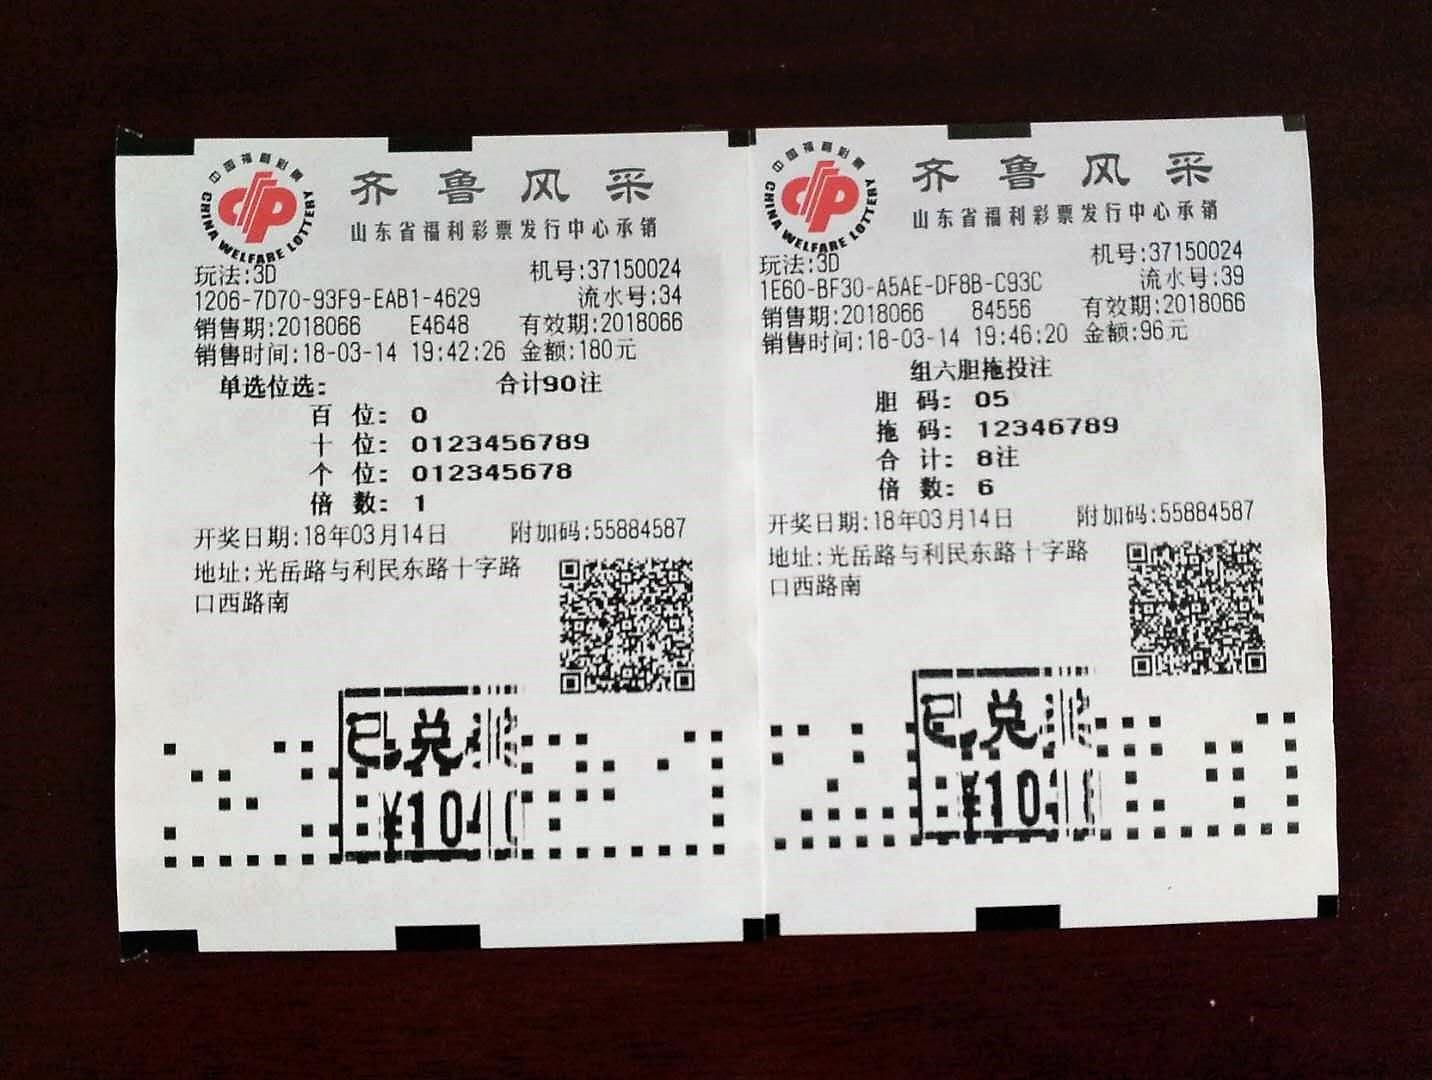 中国福利彩票
CHINA WELFARE LOTTERY
齐鲁风采
山东省福利彩票发行中心承销
玩法:3D 机号:37150024
1206-7D70-93F9-EAB1-4629 流水号:34
销售期:2018066 E4648 有效期:2018066
销售时间:18-03-14 19:42:26 金额:180元
单选位选: 合计90注
百 位: 0
十 位: 0123456789
个 位: 012345678
倍 数: 1
开奖日期:18年03月14日 附加码:55884587
地址:光岳路与利民东路十字路
口西路南
已兑
¥10
中国福利彩票
CHINA WELFARE LOTTERY
齐鲁风采
山东省福利彩票发行中心承销
玩法:3D 机号:37150024
1E60-BF30-A5AE-DF8B-C93C 流水号:39
销售期:2018066 84556 有效期:2018066
销售时间:18-03-14 19:46:20 金额:96元
组六胆拖投注
胆 码: 05
拖 码: 12346789
合 计: 8注
倍 数: 6
开奖日期:18年03月14日 附加码:55884587
地址:光岳路与利民东路十字路
口西路南
已兑
¥10